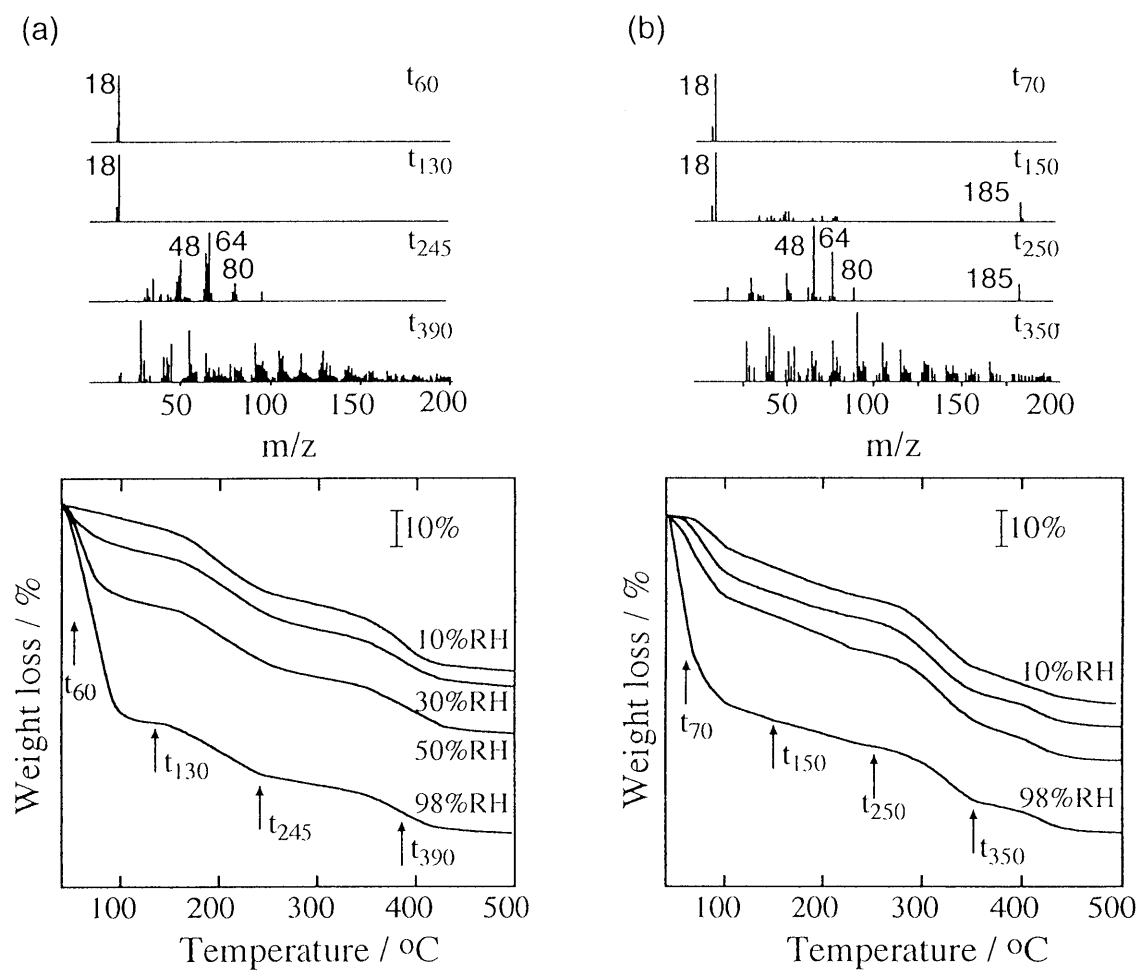 (a)
18
t60
18
t130
48
64
80
t245
t390
50
100
150
200
m/z
10%
10%RH
30%RH
50%RH
98%RH
t60
t130
t245
t390
100
200
300
400
500
Temperature / ºC
Weight loss / %
(b)
18
t70
18
185
t150
48
64
80
185
t250
t350
50
100
150
200
m/z
10%
10%RH
98%RH
t70
t150
t250
t350
100
200
300
400
500
Temperature / ºC
Weight loss / %